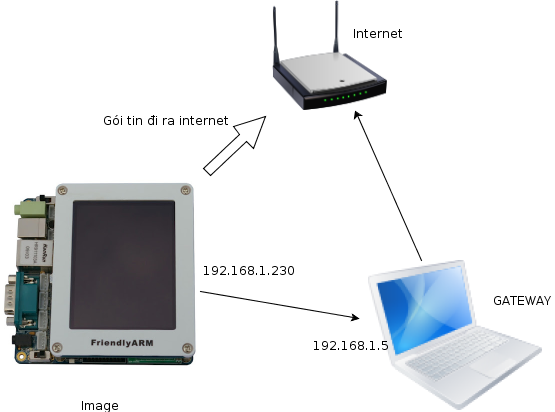 Internet
Gói tin đi ra internet
192.168.1.230
GATEWAY
192.168.1.5
FriendlyARM
Image